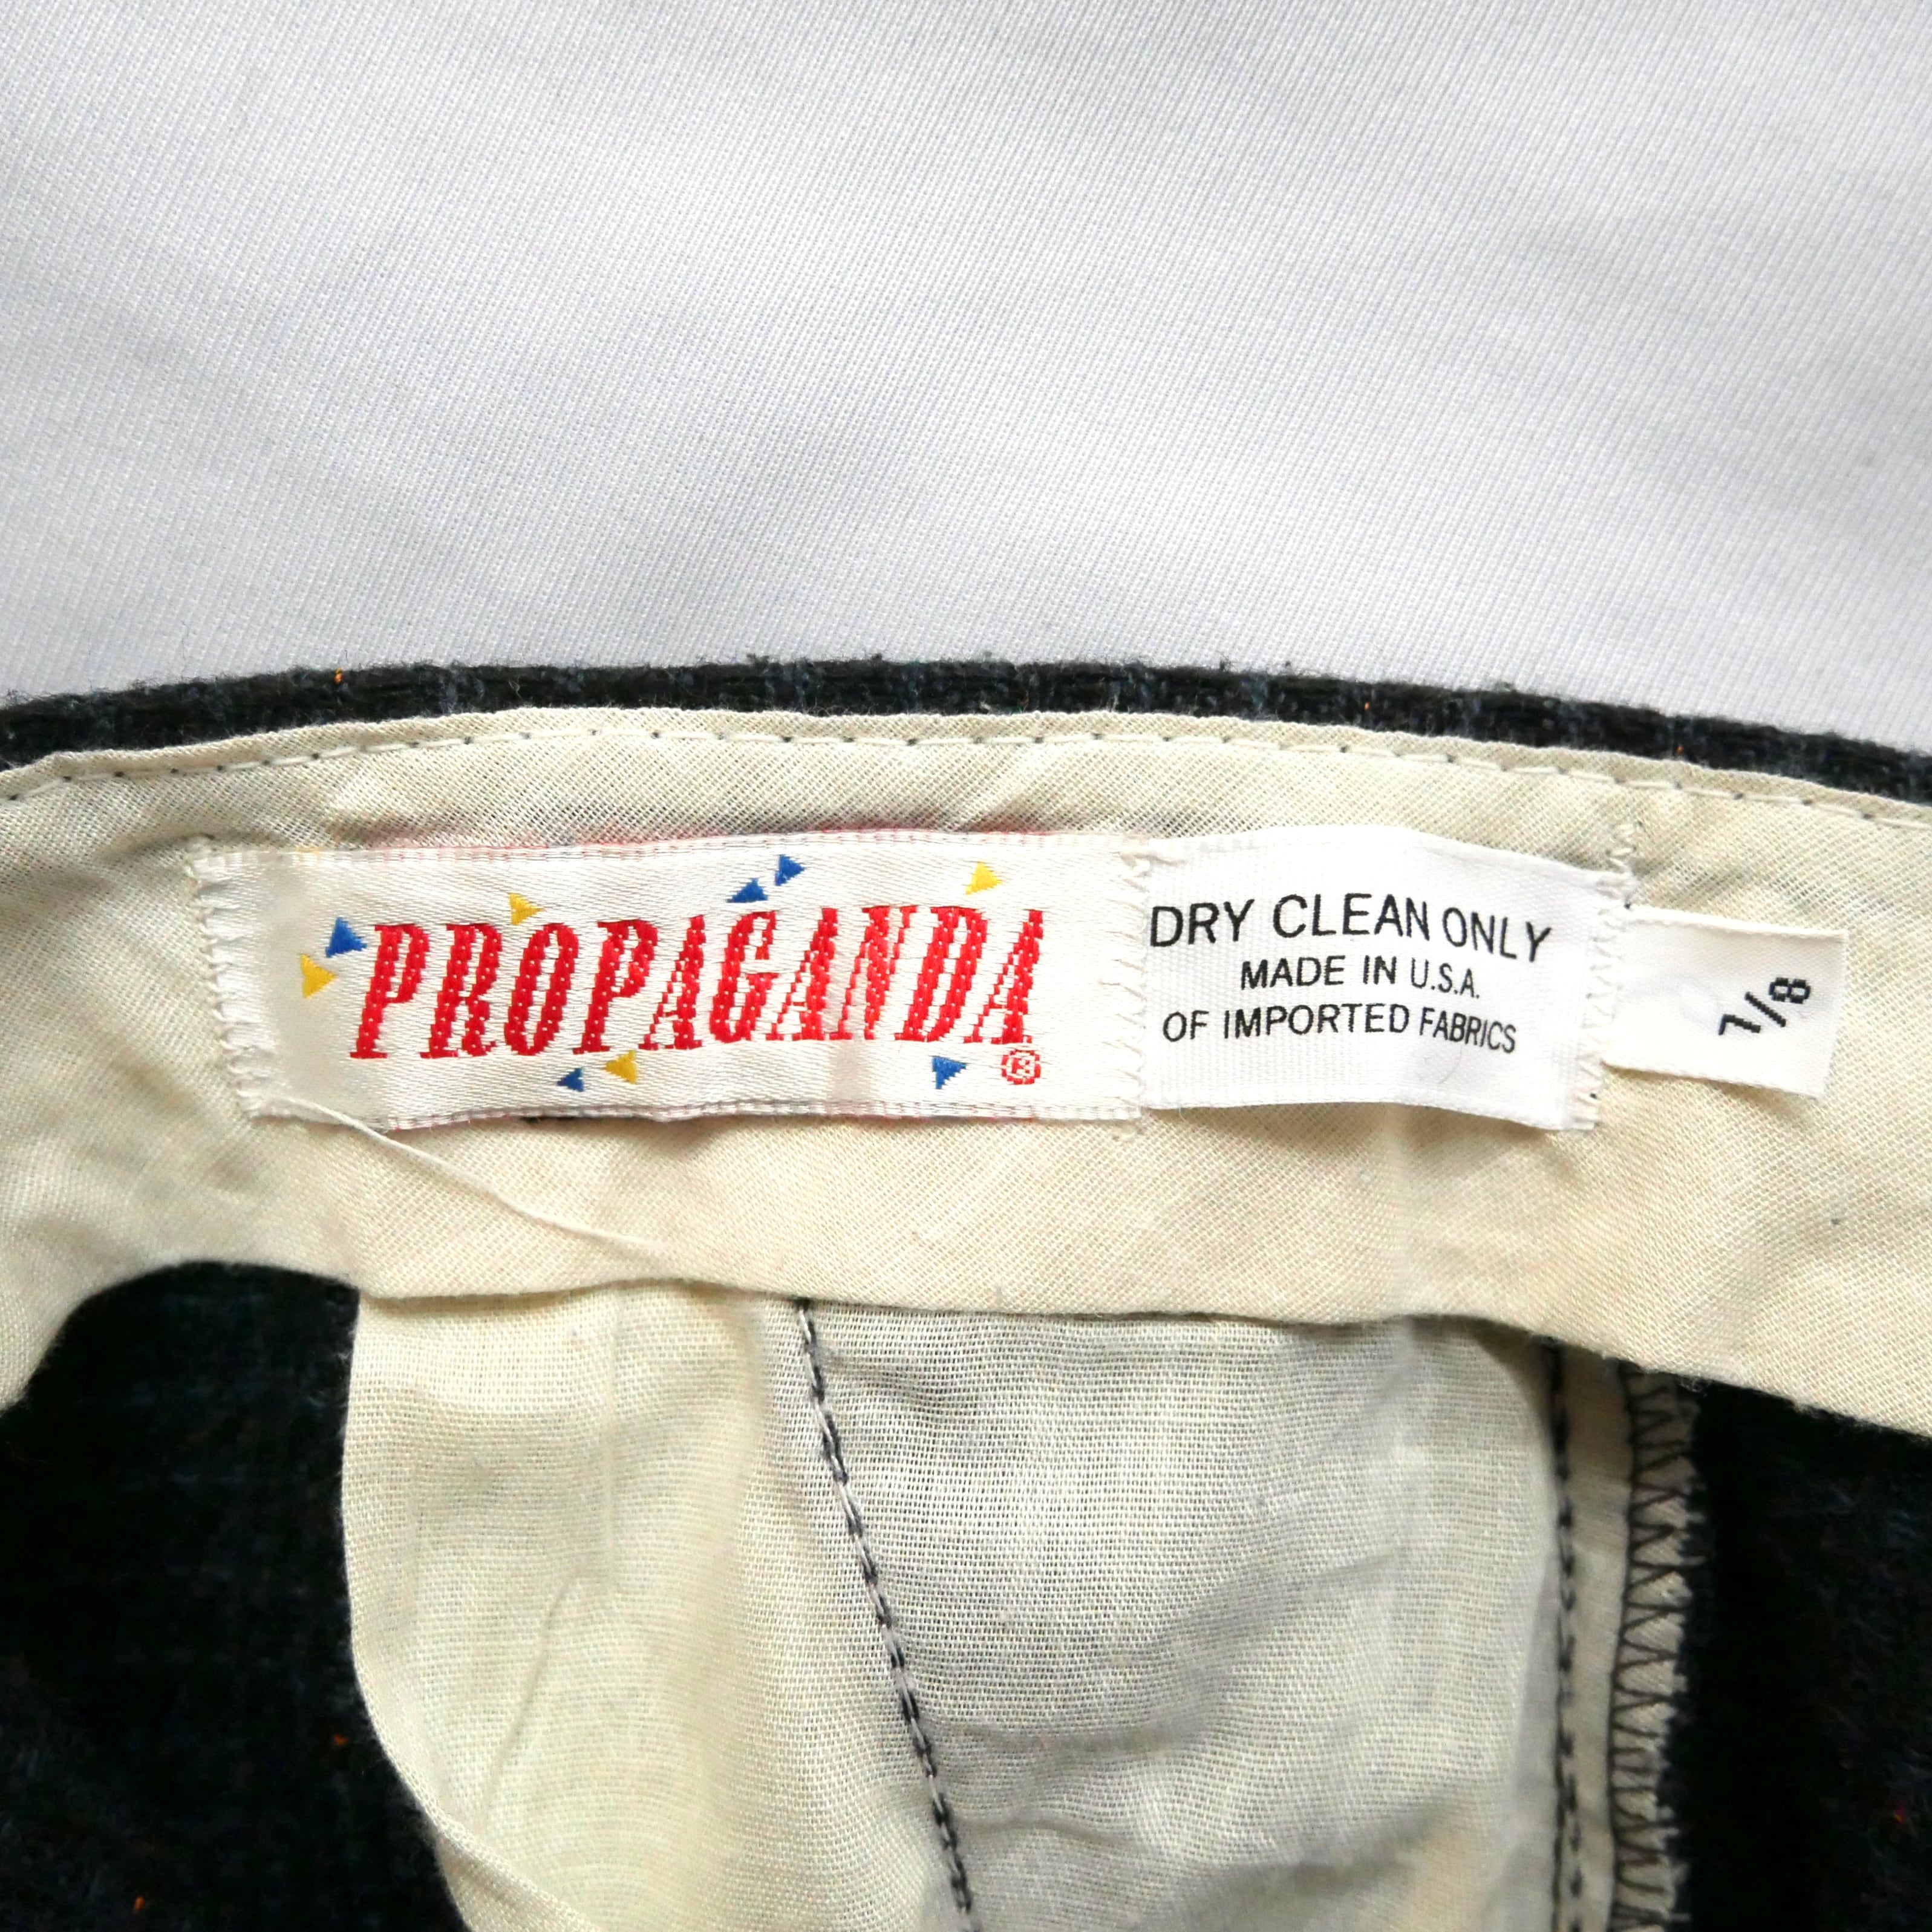 PROPAGANDA
®
DRY CLEAN ONLY
MADE IN U.S.A.
OF IMPORTED FABRICS
7/8